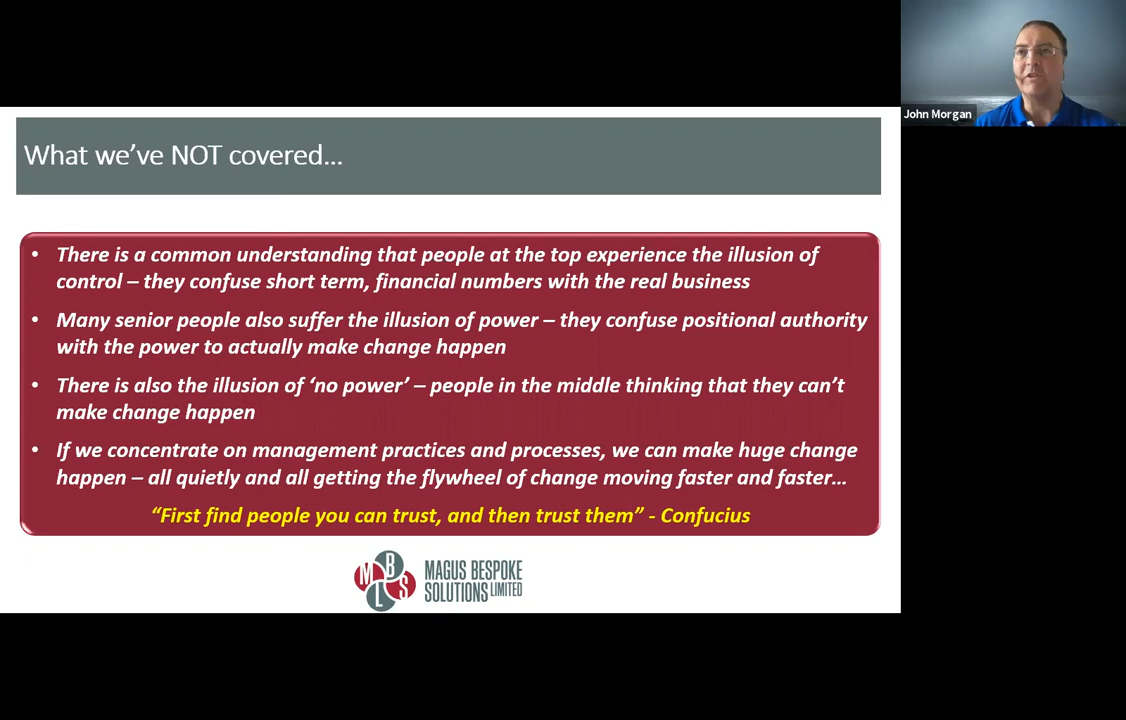 John Morgan
What we’ve NOT covered…
• There is a common understanding that people at the top experience the illusion of
control – they confuse short term, financial numbers with the real business
• Many senior people also suffer the illusion of power – they confuse positional authority
with the power to actually make change happen
• There is also the illusion of ‘no power’ – people in the middle thinking that they can’t
make change happen
• If we concentrate on management practices and processes, we can make huge change
happen – all quietly and all getting the flywheel of change moving faster and faster…
“First find people you can trust, and then trust them” - Confucius
M B L S
MAGUS BESPOKE
SOLUTIONS LIMITED